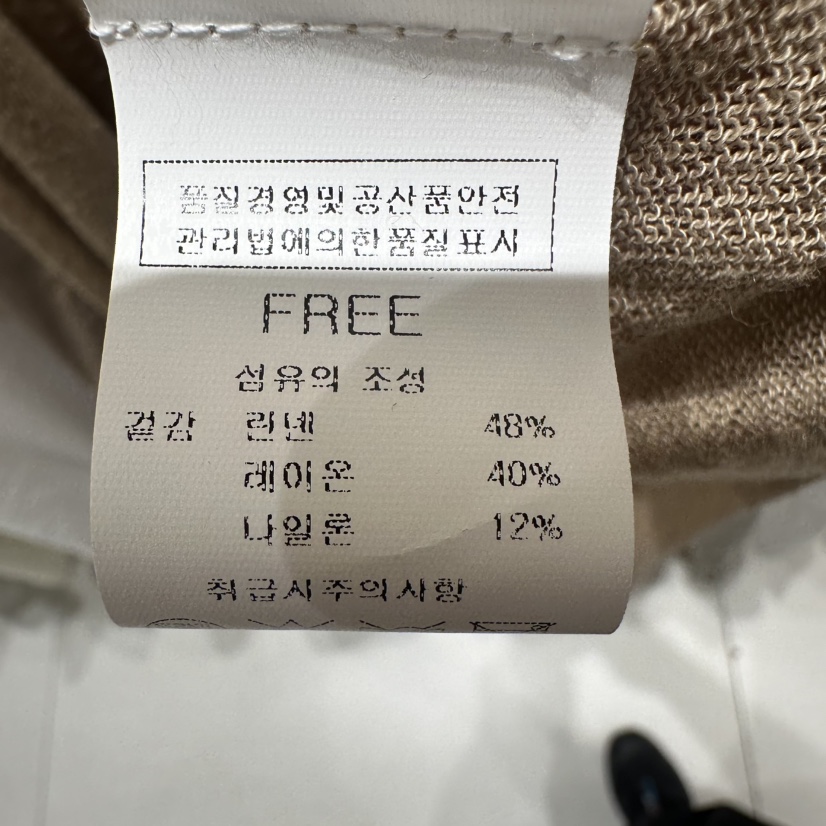 품질경영및공산품안전
관리법에의한품질표시
FREE
섬유의 조성
겉감 린넨 48%
레이온 40%
나일론 12%
취급시주의사항